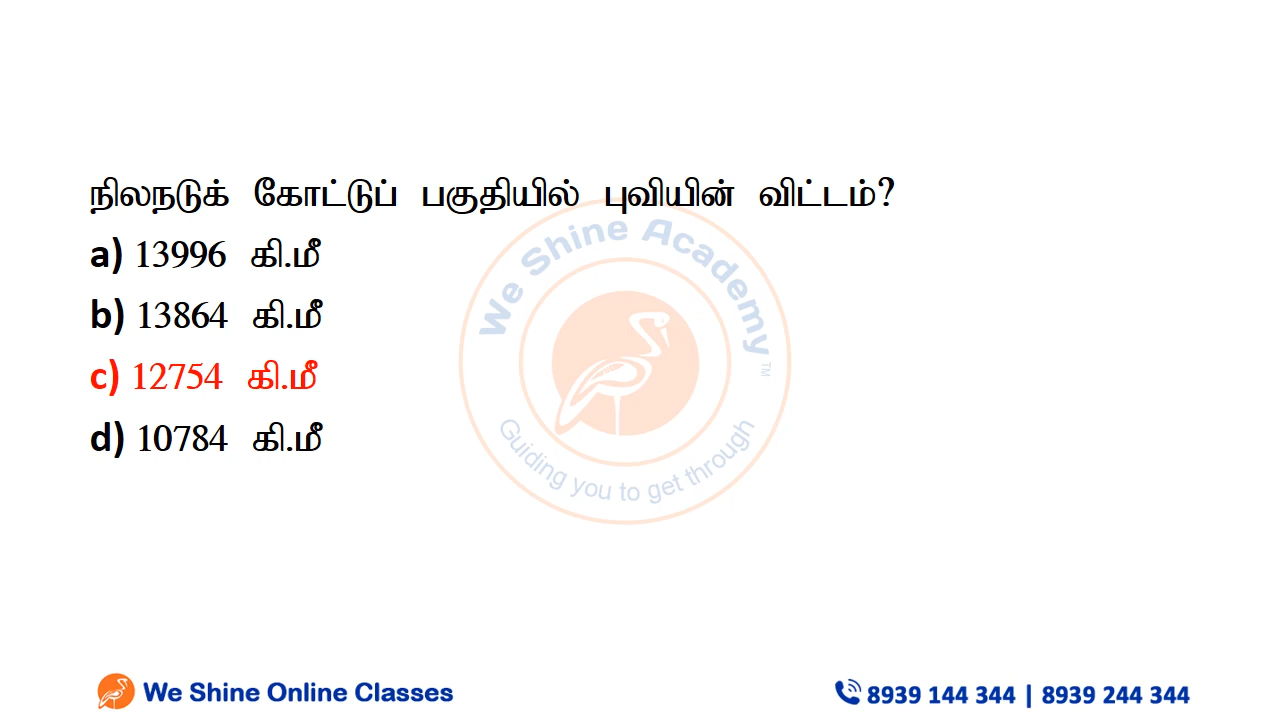 நிலநடுக் கோட்டுப் பகுதியில் புவியின் விட்டம்?
a) 13996 கி.மீ
b) 13864 கி.மீ
c) 12754 கி.மீ
d) 10784 கி.மீ
We Shine Academy
TM
Guiding you to get through
We Shine Online Classes
8939 144 344 | 8939 244 344